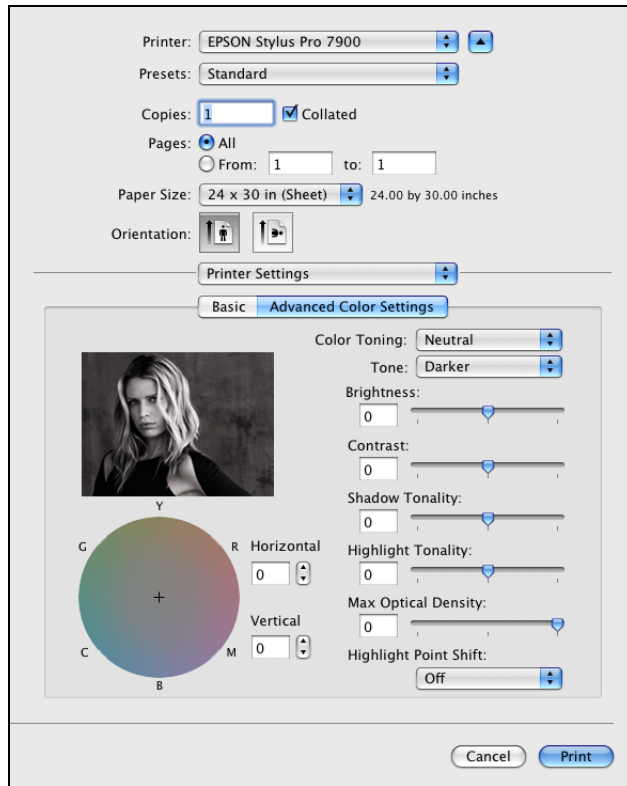 Printer: EPSON Stylus Pro 7900
Presets: Standard
Copies: 1 Collated
Pages: All
From: 1 to: 1
Paper Size: 24 x 30 in (Sheet) 24.00 by 30.00 inches
Orientation:
Printer Settings
Basic Advanced Color Settings
Color Toning: Neutral
Tone: Darker
Brightness:
0
Contrast:
0
Shadow Tonality:
0
Highlight Tonality:
0
Max Optical Density:
0
Highlight Point Shift:
Off
Y
G R
C M
B
Horizontal
0
Vertical
0
Cancel Print